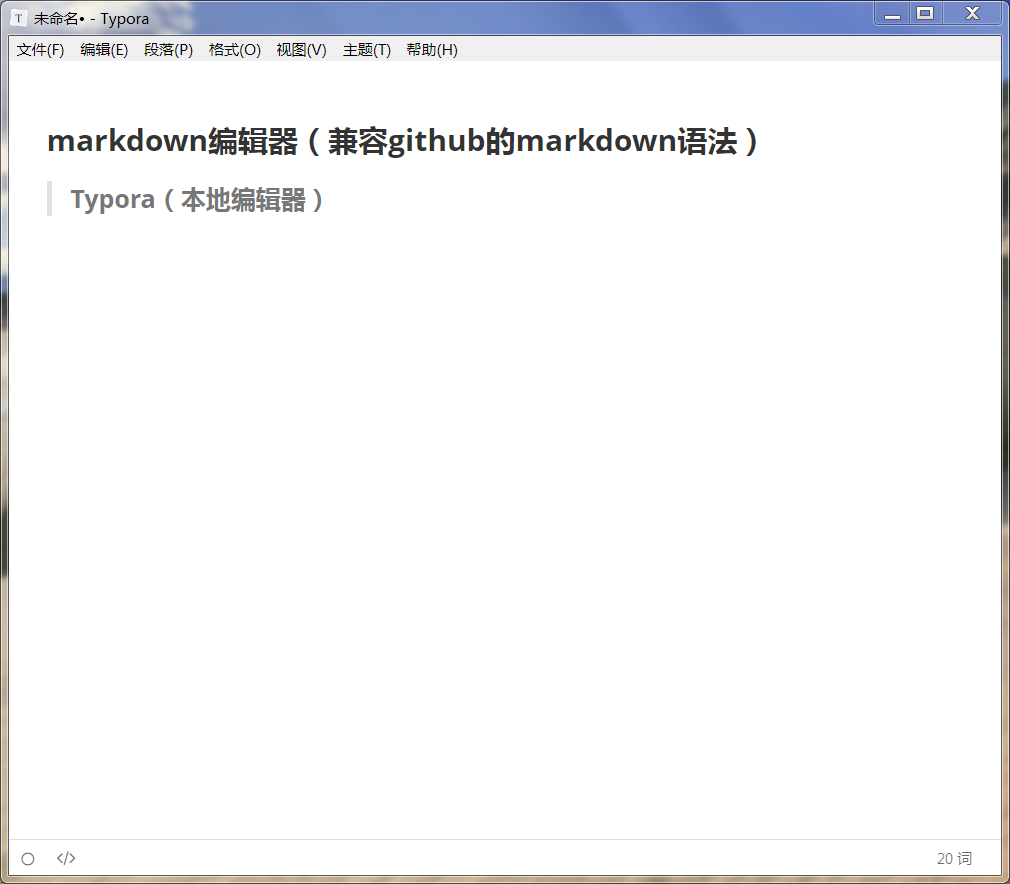 T 未命名• - Typora
文件(F) 编辑(E) 段落(P) 格式(O) 视图(V) 主题(T) 帮助(H)
markdown编辑器（兼容github的markdown语法）
Typora（本地编辑器）
</> 20 词